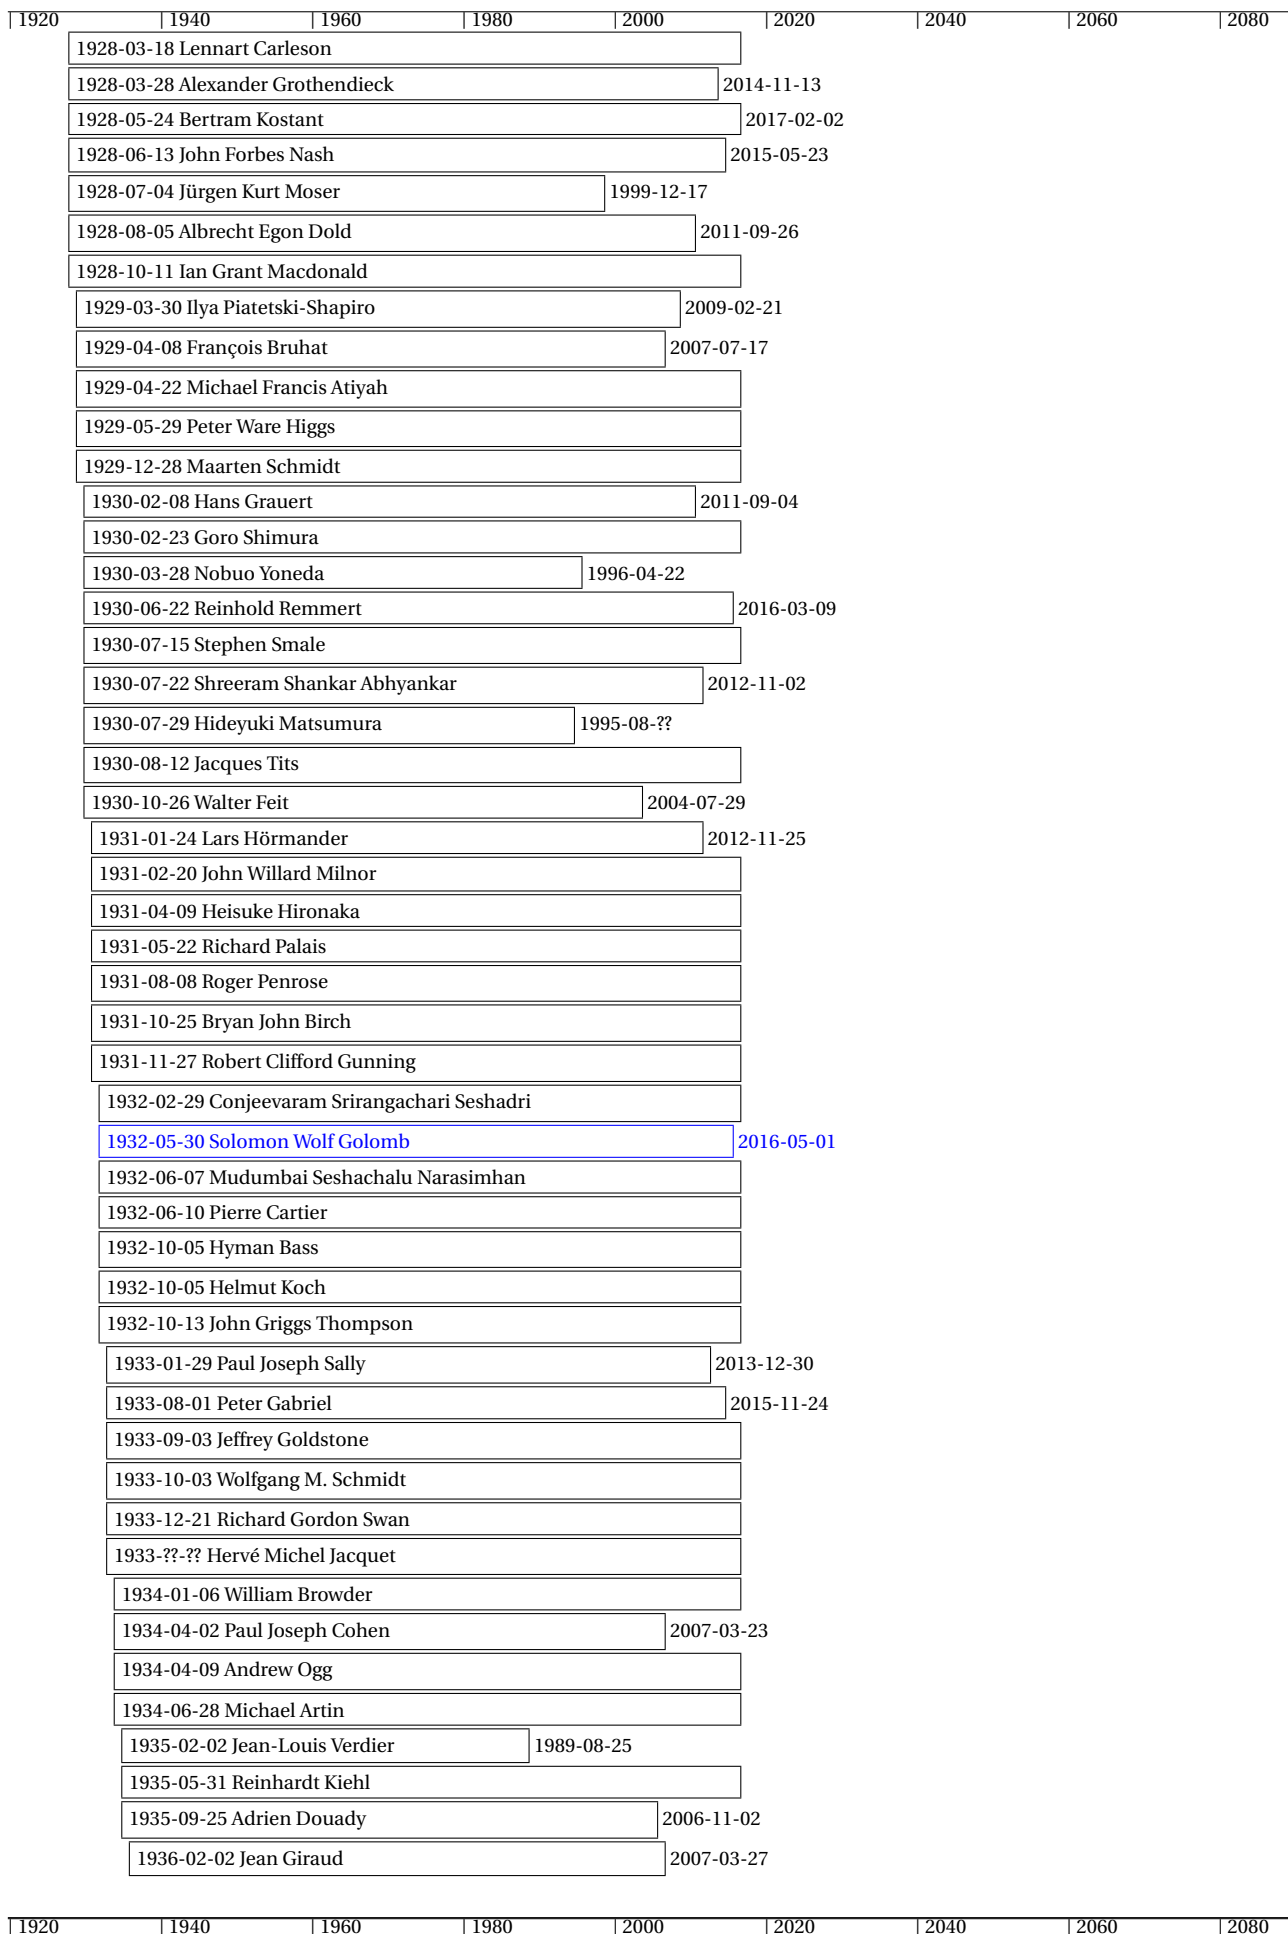 1920 1940 1960 1980 2000 2020 2040 2060 2080
1928-03-18 Lennart Carleson
1928-03-28 Alexander Grothendieck 2014-11-13
1928-05-24 Bertram Kostant 2017-02-02
1928-06-13 John Forbes Nash 2015-05-23
1928-07-04 Jürgen Kurt Moser 1999-12-17
1928-08-05 Albrecht Egon Dold 2011-09-26
1928-10-11 Ian Grant Macdonald
1929-03-30 Ilya Piatetski-Shapiro 2009-02-21
1929-04-08 François Bruhat 2007-07-17
1929-04-22 Michael Francis Atiyah
1929-05-29 Peter Ware Higgs
1929-12-28 Maarten Schmidt
1930-02-08 Hans Grauert 2011-09-04
1930-02-23 Goro Shimura
1930-03-28 Nobuo Yoneda 1996-04-22
1930-06-22 Reinhold Remmert 2016-03-09
1930-07-15 Stephen Smale
1930-07-22 Shreeram Shankar Abhyankar 2012-11-02
1930-07-29 Hideyuki Matsumura 1995-08-??
1930-08-12 Jacques Tits
1930-10-26 Walter Feit 2004-07-29
1931-01-24 Lars Hörmander 2012-11-25
1931-02-20 John Willard Milnor
1931-04-09 Heisuke Hironaka
1931-05-22 Richard Palais
1931-08-08 Roger Penrose
1931-10-25 Bryan John Birch
1931-11-27 Robert Clifford Gunning
1932-02-29 Conjeevaram Srirangachari Seshadri
1932-05-30 Solomon Wolf Golomb 2016-05-01
1932-06-07 Mudumbai Seshachalu Narasimhan
1932-06-10 Pierre Cartier
1932-10-05 Hyman Bass
1932-10-05 Helmut Koch
1932-10-13 John Griggs Thompson
1933-01-29 Paul Joseph Sally 2013-12-30
1933-08-01 Peter Gabriel 2015-11-24
1933-09-03 Jeffrey Goldstone
1933-10-03 Wolfgang M. Schmidt
1933-12-21 Richard Gordon Swan
1933-??-?? Hervé Michel Jacquet
1934-01-06 William Browder
1934-04-02 Paul Joseph Cohen 2007-03-23
1934-04-09 Andrew Ogg
1934-06-28 Michael Artin
1935-02-02 Jean-Louis Verdier 1989-08-25
1935-05-31 Reinhardt Kiehl
1935-09-25 Adrien Douady 2006-11-02
1936-02-02 Jean Giraud 2007-03-27
1920 1940 1960 1980 2000 2020 2040 2060 2080